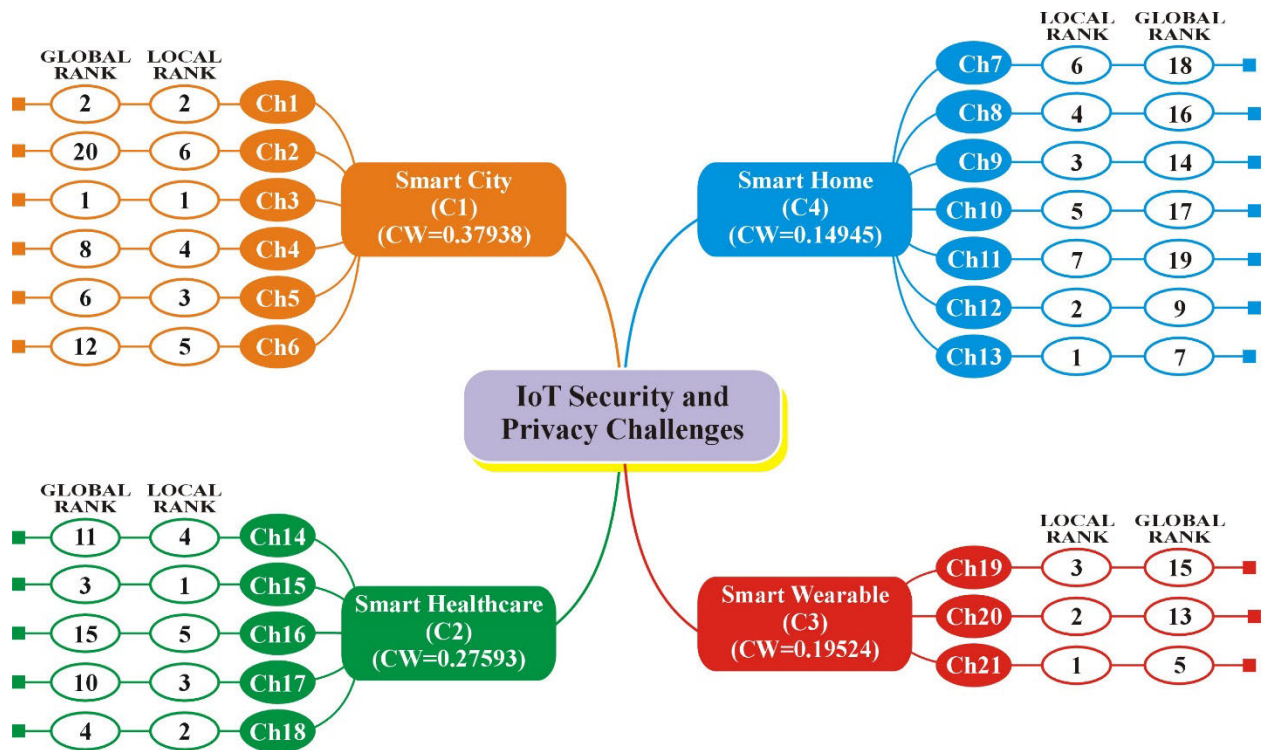 GLOBAL RANK LOCAL RANK
2 2 Ch1
20 6 Ch2
1 1 Ch3
8 4 Ch4
6 3 Ch5
12 5 Ch6
Smart City
(C1)
(CW=0.37938)
LOCAL RANK GLOBAL RANK
Ch7 6 18
Ch8 4 16
Ch9 3 14
Ch10 5 17
Ch11 7 19
Ch12 2 9
Ch13 1 7
Smart Home
(C4)
(CW=0.14945)
IoT Security and
Privacy Challenges
GLOBAL RANK LOCAL RANK
11 4 Ch14
3 1 Ch15
15 5 Ch16
10 3 Ch17
4 2 Ch18
Smart Healthcare
(C2)
(CW=0.27593)
LOCAL RANK GLOBAL RANK
Ch19 3 15
Ch20 2 13
Ch21 1 5
Smart Wearable
(C3)
(CW=0.19524)